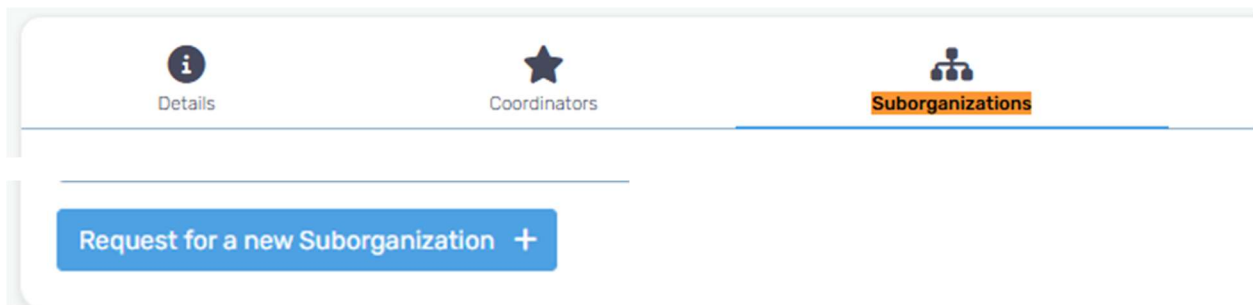 Details
Coordinators
Suborganizations
Request for a new Suborganization +